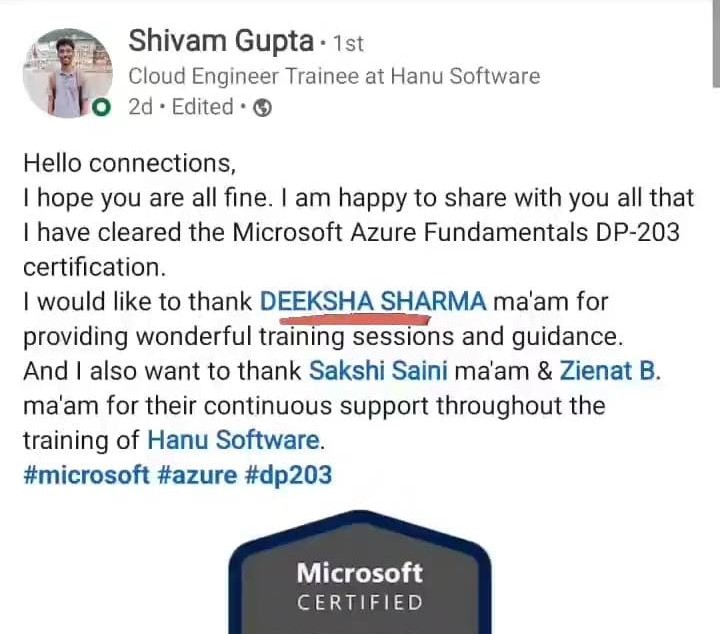 Shivam Gupta • 1st
Cloud Engineer Trainee at Hanu Software
2d • Edited •
Hello connections,
I hope you are all fine. I am happy to share with you all that
I have cleared the Microsoft Azure Fundamentals DP-203
certification.
I would like to thank DEEKSHA SHARMA ma'am for
providing wonderful training sessions and guidance.
And I also want to thank Sakshi Saini ma'am & Zienat B.
ma'am for their continuous support throughout the
training of Hanu Software.
#microsoft #azure #dp203
Microsoft
CERTIFIED